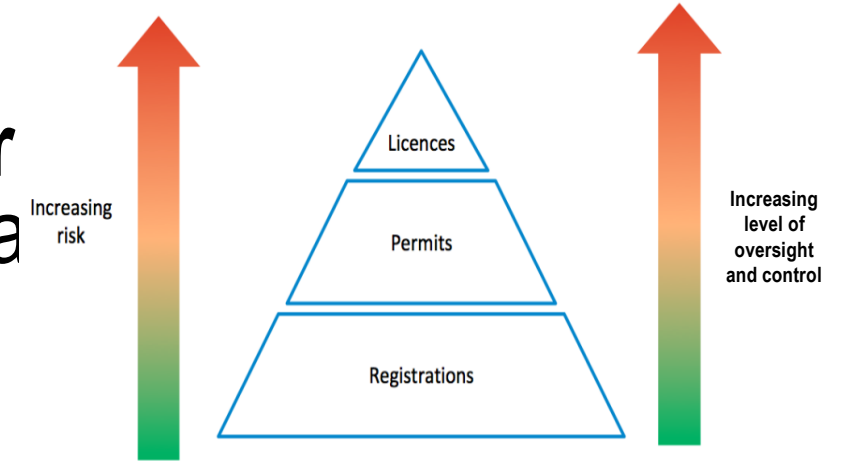 Licences
Increasing
risk
Permits
Increasing
level of
oversight
and control
Registrations